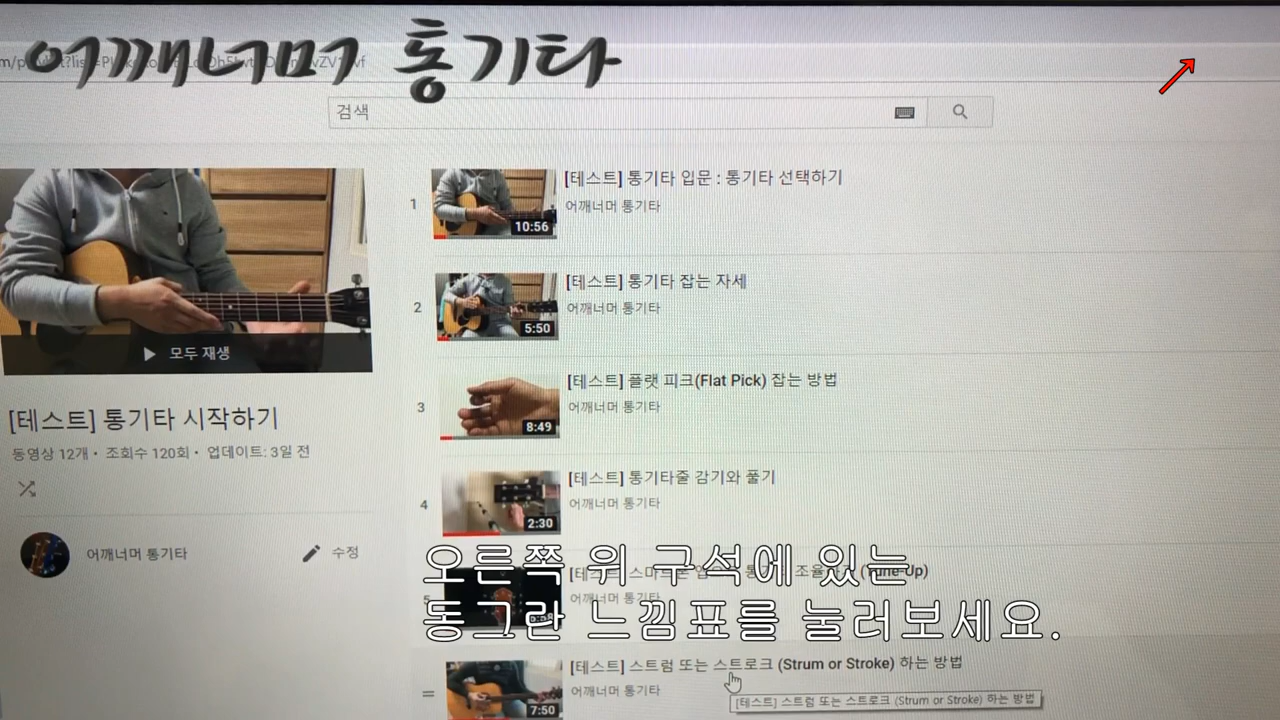 어깨너머 통기타
검색
1
10:56
[테스트] 통기타 입문 : 통기타 선택하기
어깨너머 통기타
2
5:50
[테스트] 통기타 잡는 자세
어깨너머 통기타
3
8:49
[테스트] 플랫 피크(Flat Pick) 잡는 방법
어깨너머 통기타
4
2:30
[테스트] 통기타줄 감기와 풀기
어깨너머 통기타
모두 재생
[테스트] 통기타 시작하기
동영상 12개 • 조회수 120회 • 업데이트: 3일 전
어깨너머 통기타
수정
5
어깨너머 통기타
오른쪽 위 구석에 있는
동그란 느낌표를 눌러보세요.
7:50
[테스트] 스트럼 또는 스트로크 (Strum or Stroke) 하는 방법
어깨너머 통기타
[테스트] 스트럼 또는 스트로크 (Strum or Stroke) 하는 방법